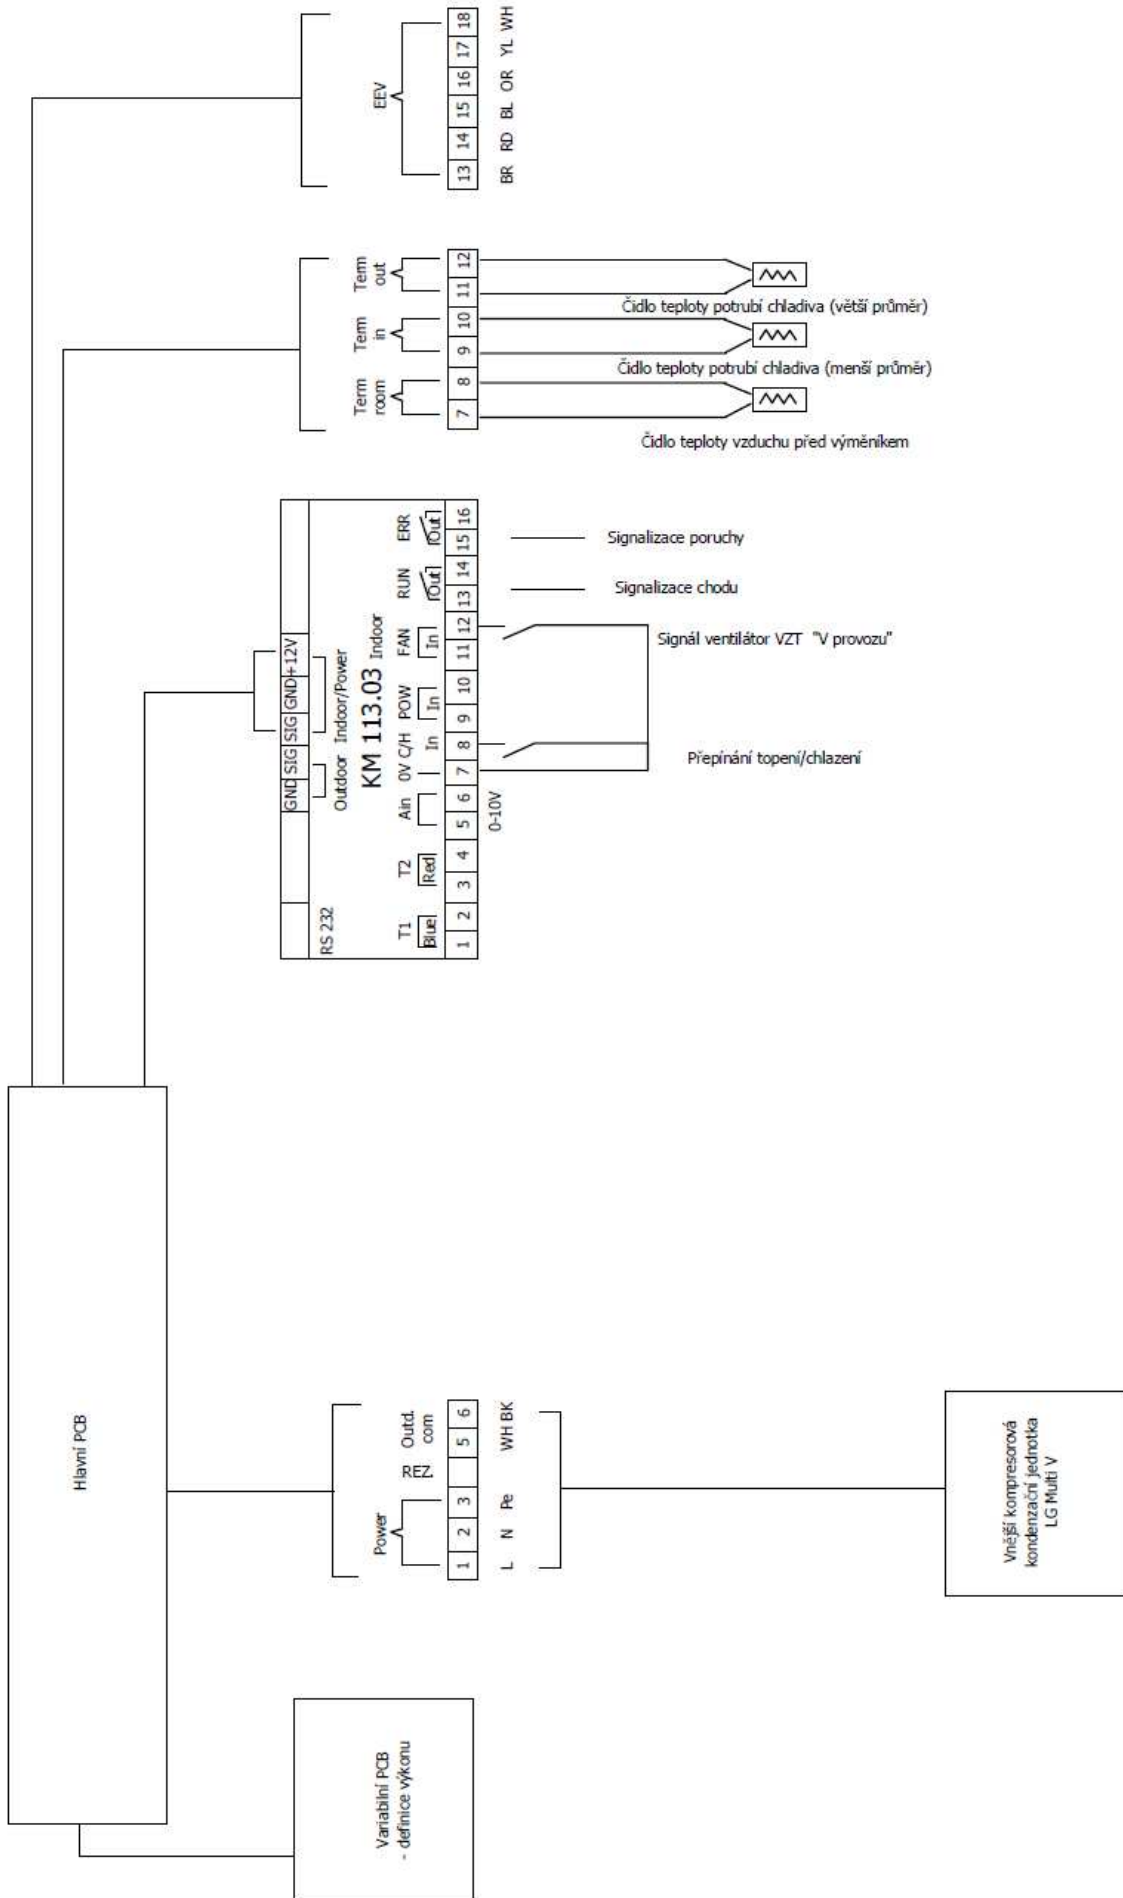 EEV
13 14 15 16 17 18
BR RD BL OR YL WH
Term
room
Term
in
Term
out
7 8 9 10 11 12
Čidlo teploty potrubí chladiva (větší průměr)
Čidlo teploty potrubí chladiva (menší průměr)
Čidlo teploty vzduchu před výměníkem
GND SIG SIG GND +12V
RS 232
Outdoor Indoor/Power
KM 113.03 Indoor
T1 T2 Ain 0V C/H POW FAN RUN ERR
Blue Red In In In Out Out
1 2 3 4 5 6 7 8 9 10 11 12 13 14 15 16
0-10V
Signalizace poruchy
Signalizace chodu
Signál ventilátor VZT "V provozu"
Přepínání topení/chlazení
Hlavní PCB
Power
REZ.
Outd.
com
1 2 3 5 6
L N Pe WH BK
Variabilní PCB
- definice výkonu
Vnější kompresorová
kondenzační jednotka
LG Multi V